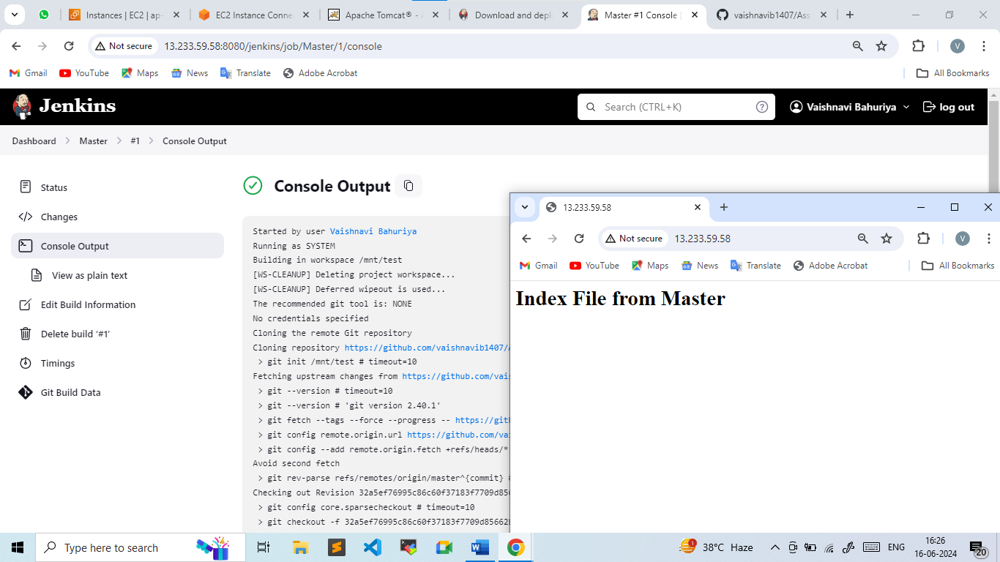 Instances | EC2 | ap-
EC2 Instance Conne
Apache Tomcat® - A
Download and deplo
Master #1 Console [
vaishnavib1407/Ass
Not secure 13.233.59.58:8080/jenkins/job/Master/1/console
V
Gmail YouTube Maps News Translate Adobe Acrobat All Bookmarks
Jenkins Search (CTRL+K) Vaishnavi Bahuriya log out
Dashboard Master #1 Console Output
Status
Changes
Console Output
View as plain text
Edit Build Information
Delete build ‘#1’
Timings
Git Build Data
Console Output
Started by user Vaishnavi Bahuriya
Running as SYSTEM
Building in workspace /mnt/test
[WS-CLEANUP] Deleting project workspace...
[WS-CLEANUP] Deferred wipeout is used...
The recommended git tool is: NONE
No credentials specified
Cloning the remote Git repository
Cloning repository https://github.com/vaishnavib1407/
> git init /mnt/test # timeout=10
Fetching upstream changes from https://github.com/vais
> git --version # timeout=10
> git --version # 'git version 2.40.1'
> git fetch --tags --force --progress -- https://gith
> git config remote.origin.url https://github.com/vai
> git config --add remote.origin.fetch +refs/heads/*
Avoid second fetch
> git rev-parse refs/remotes/origin/master^{commit} #
Checking out Revision 32a5ef76995c86c60f37183f7709d856
> git config core.sparsecheckout # timeout=10
> git checkout -f 32a5ef76995c86c60f37183f7709d85662
13.233.59.58
Not secure 13.233.59.58
V
Gmail YouTube Maps News Translate Adobe Acrobat All Bookmarks
Index File from Master
Type here to search
1
38°C Haze
ENG
16:26
16-06-2024
20